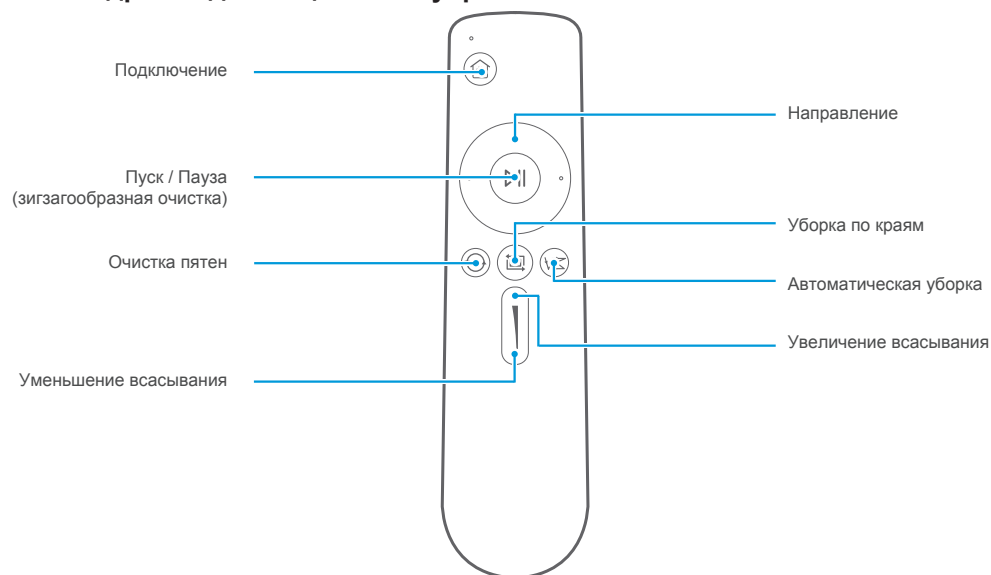 Подключение
Пуск / Пауза
(зигзагообразная очистка)
Очистка пятен
Уменьшение всасывания
Направление
Уборка по краям
Автоматическая уборка
Увеличение всасывания